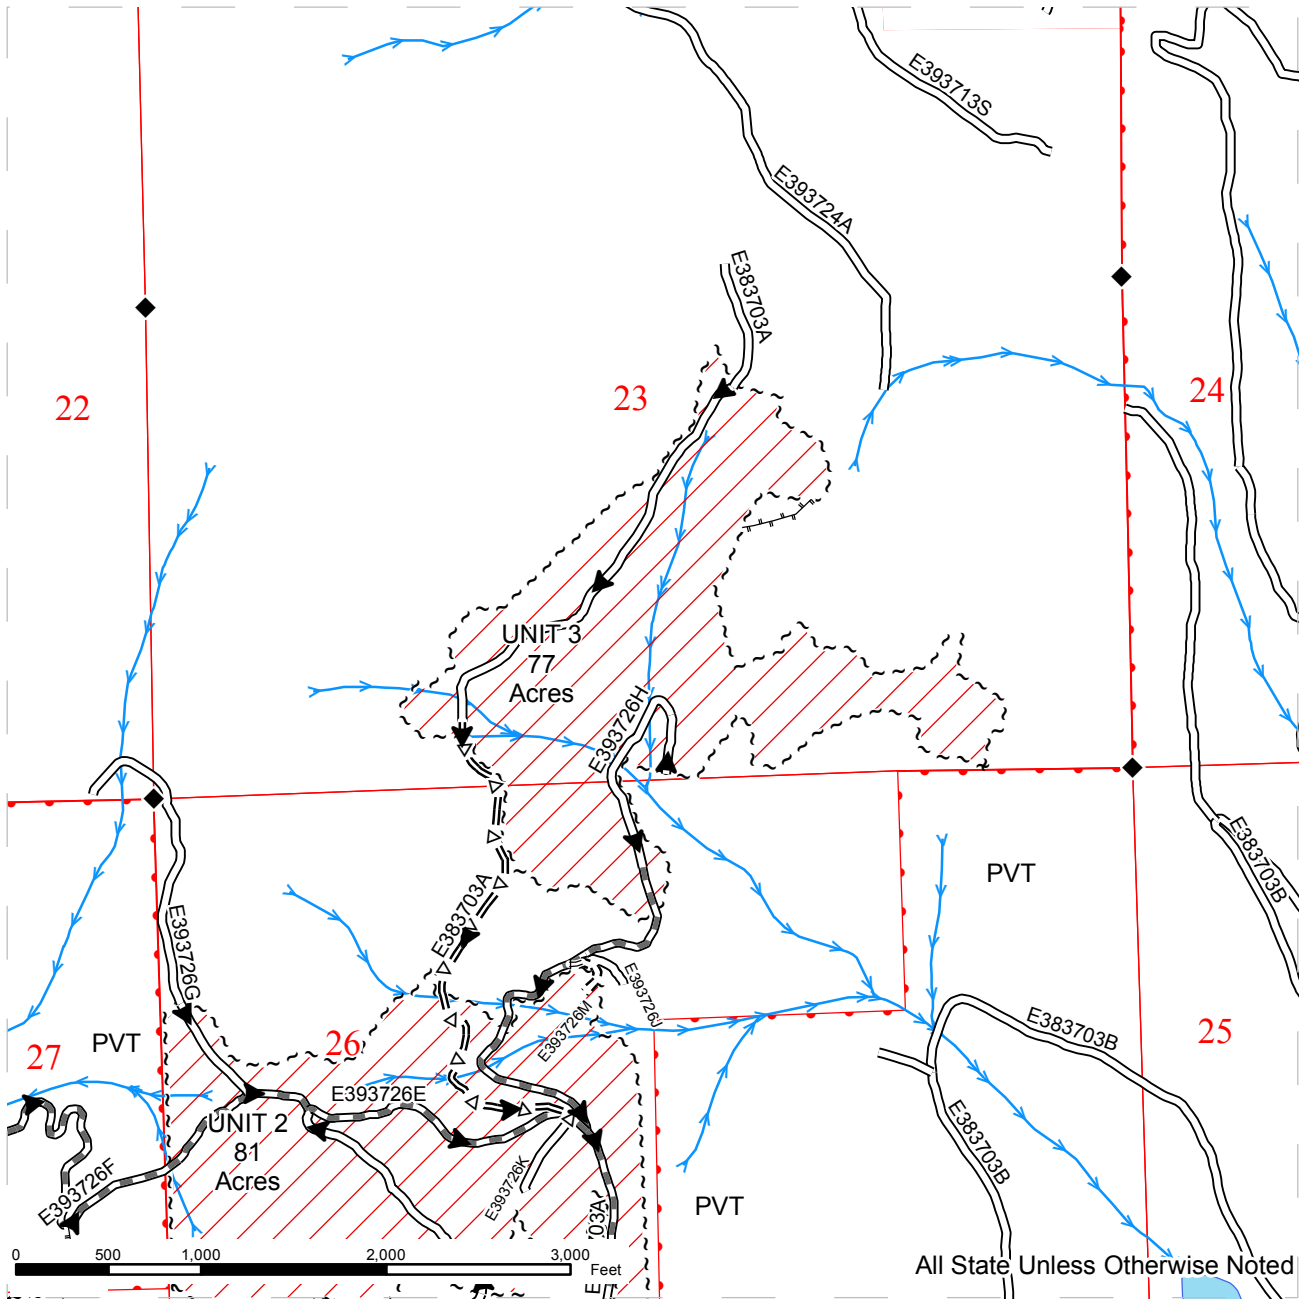 E393713S
E393724A
E383703A
22
23
24
UNIT 3
77
Acres
E393726H
E383703B
PVT
E383703A
E393726G
E393726J
E393726M
27
PVT
26
E383703B
25
E393726E
UNIT 2
81
Acres
E393726F
E393726K
E383703B
PVT
03A
E
0 500 1,000 2,000 3,000 Feet
All State Unless Otherwise Noted